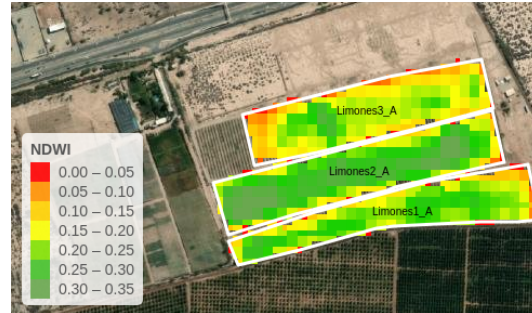 Limones3_A
Limones2_A
Limones1_A
NDWI
0.00 – 0.05
0.05 – 0.10
0.10 – 0.15
0.15 – 0.20
0.20 – 0.25
0.25 – 0.30
0.30 – 0.35